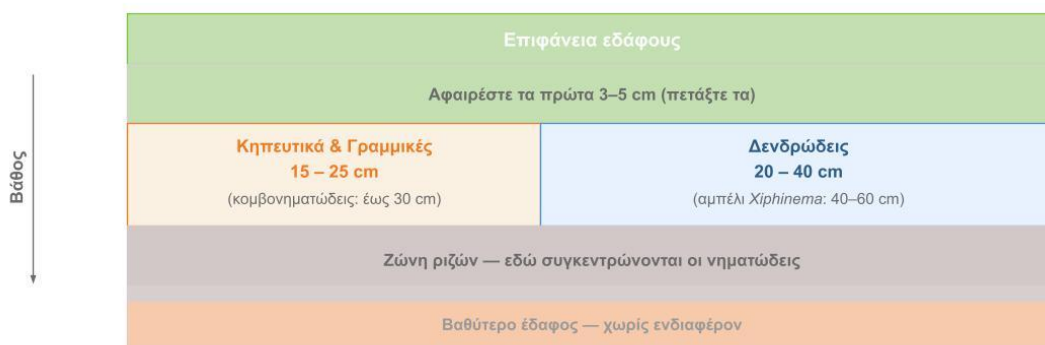 Επιφάνεια εδάφους
Αφαιρέστε τα πρώτα 3–5 cm (πετάξτε τα)
Βάθος
Κηπευτικά & Γραμμικές
15 – 25 cm
(κομβονηματώδεις: έως 30 cm)
Δενδρώδεις
20 – 40 cm
(αμπέλι Xiphinema: 40–60 cm)
Ζώνη ριζών — εδώ συγκεντρώνονται οι νηματώδεις
Βαθύτερο έδαφος — χωρίς ενδιαφέρον